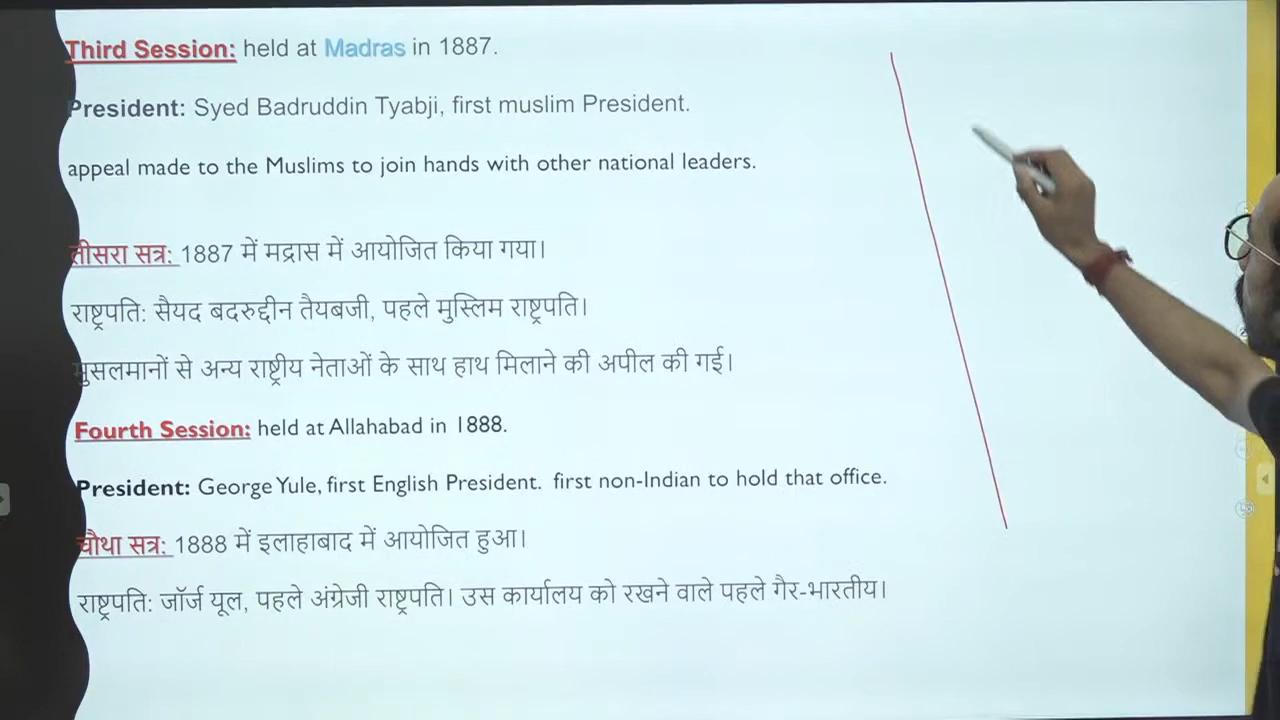 Third Session: held at Madras in 1887.
President: Syed Badruddin Tyabji, first muslim President.
appeal made to the Muslims to join hands with other national leaders.
तीसरा सत्र: 1887 में मद्रास में आयोजित किया गया।
राष्ट्रपति: सैयद बदरुद्दीन तैयबजी, पहले मुस्लिम राष्ट्रपति।
मुसलमानों से अन्य राष्ट्रीय नेताओं के साथ हाथ मिलाने की अपील की गई।
Fourth Session: held at Allahabad in 1888.
President: George Yule, first English President. first non-Indian to hold that office.
चौथा सत्र: 1888 में इलाहाबाद में आयोजित हुआ।
राष्ट्रपति: जॉर्ज यूल, पहले अंग्रेजी राष्ट्रपति। उस कार्यालय को रखने वाले पहले गैर-भारतीय।